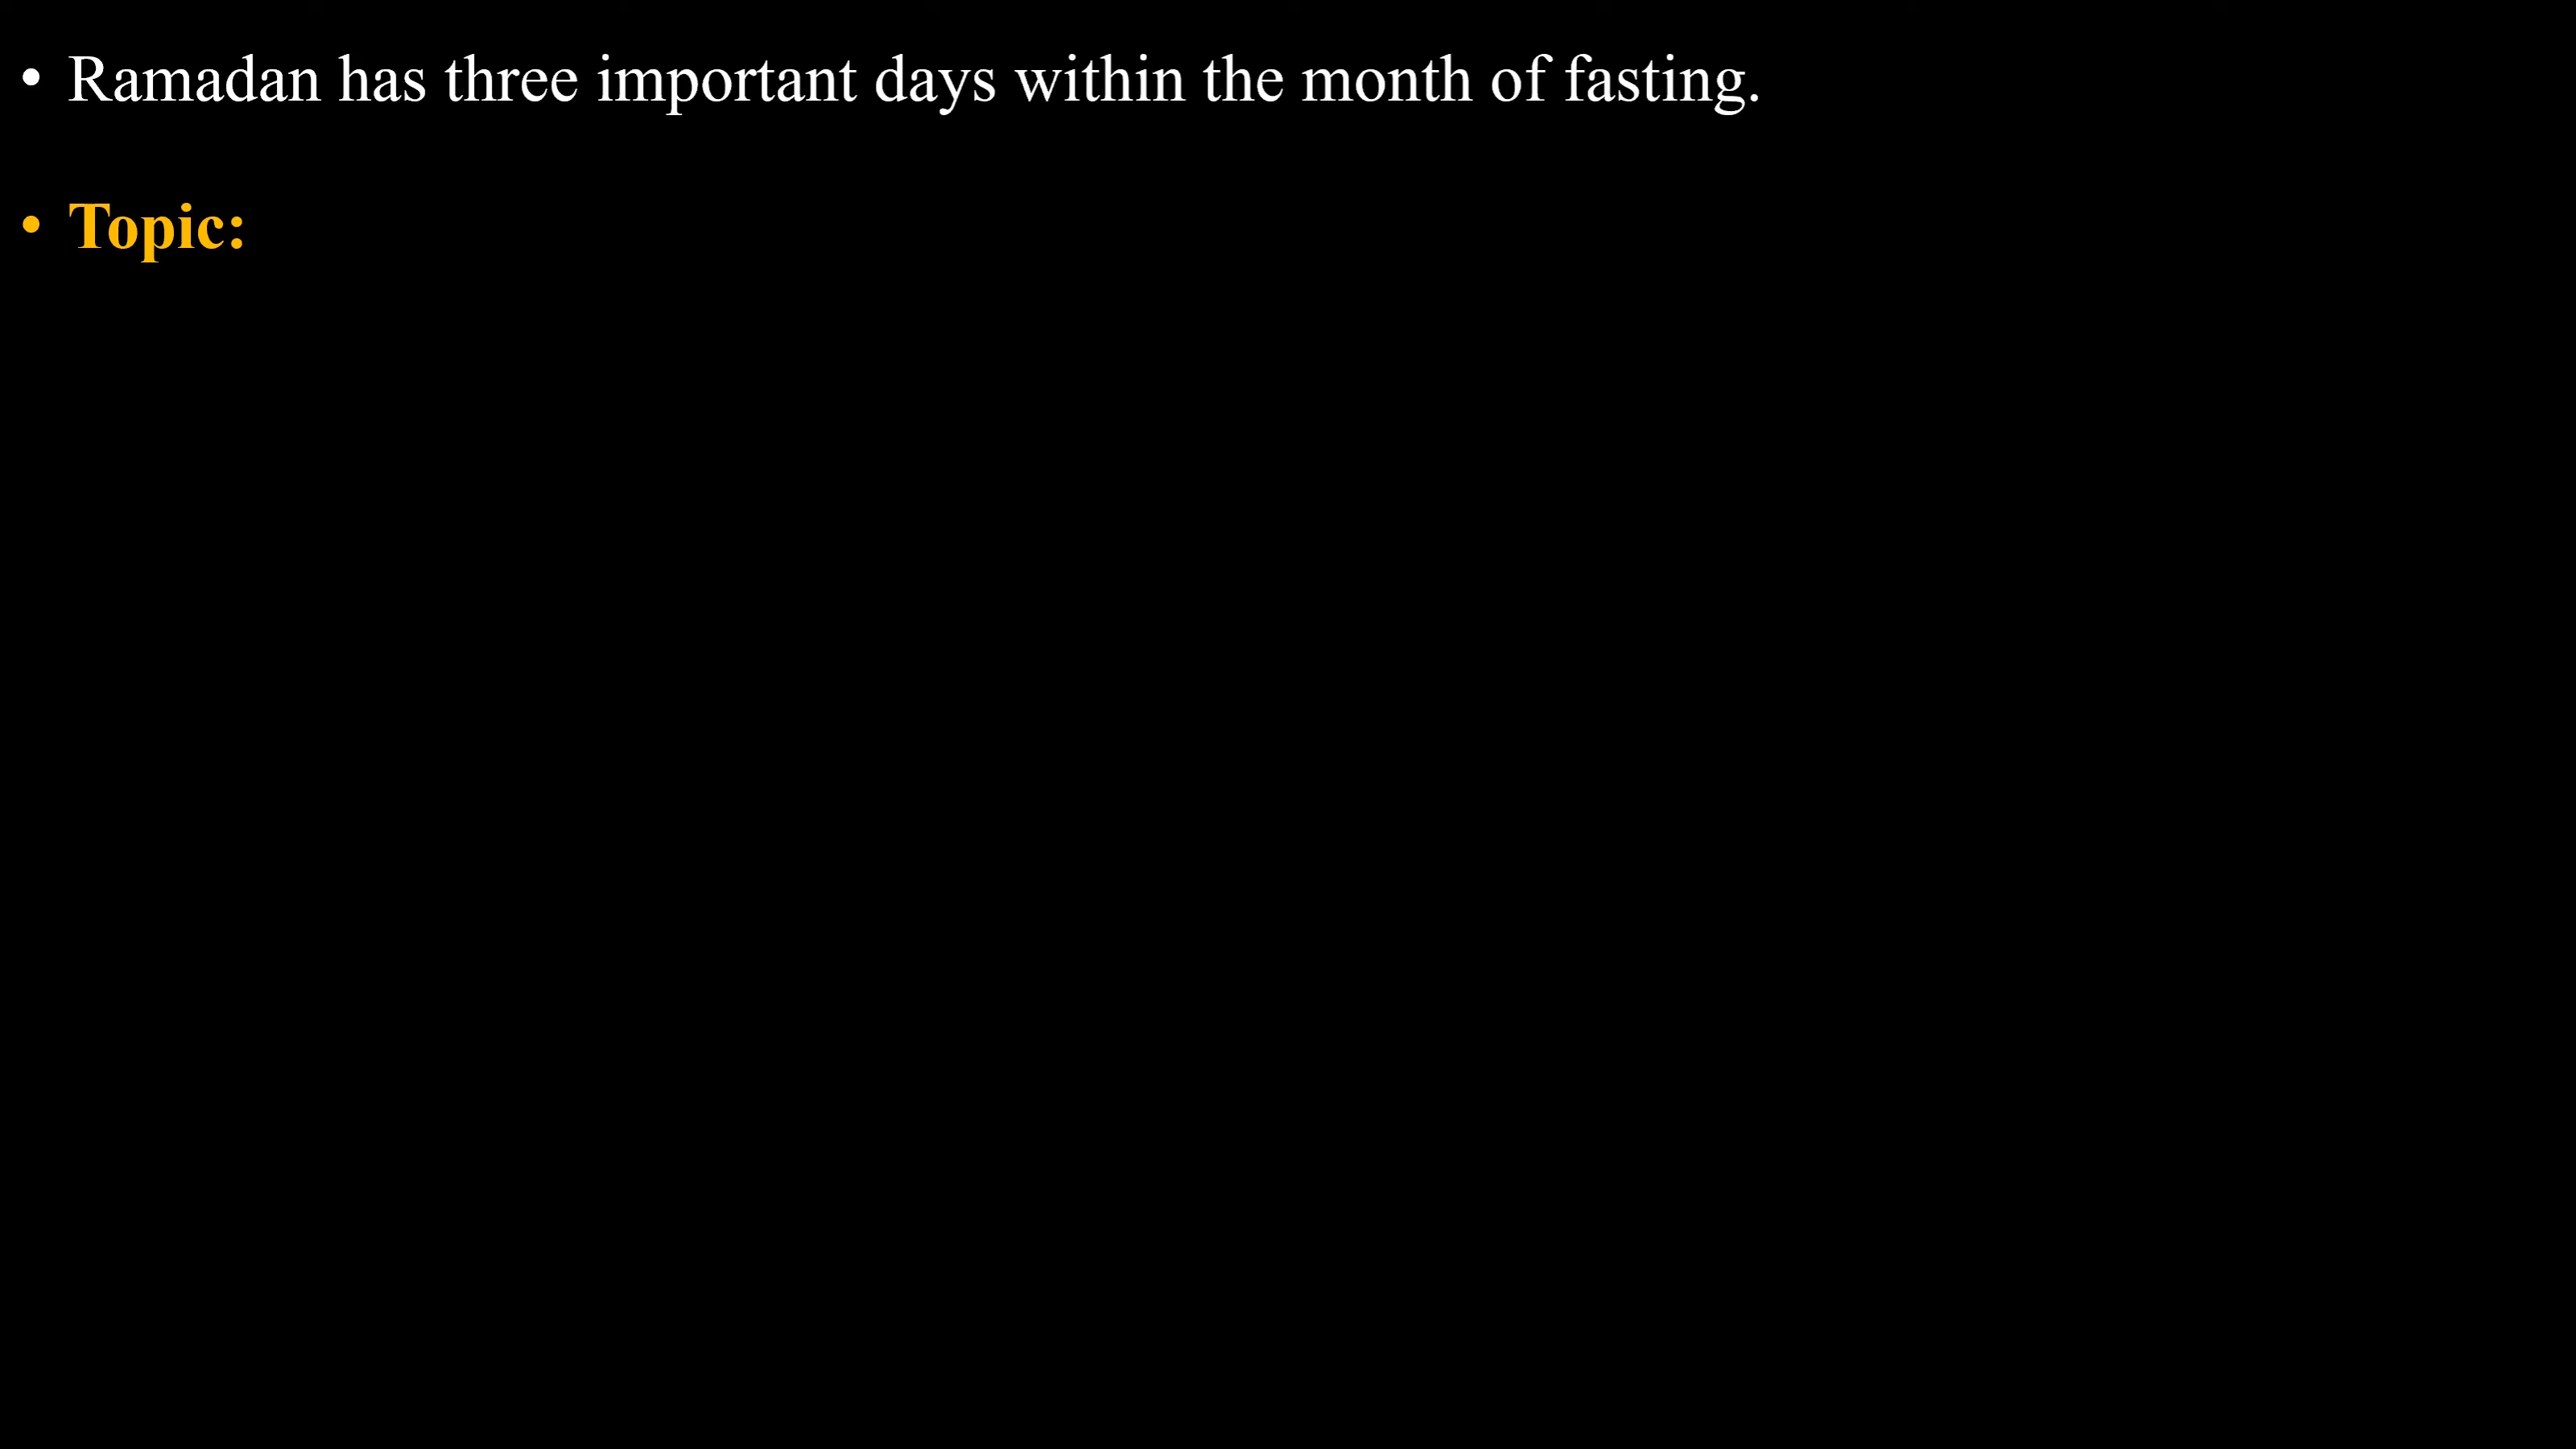 • Ramadan has three important days within the month of fasting.
• Topic: